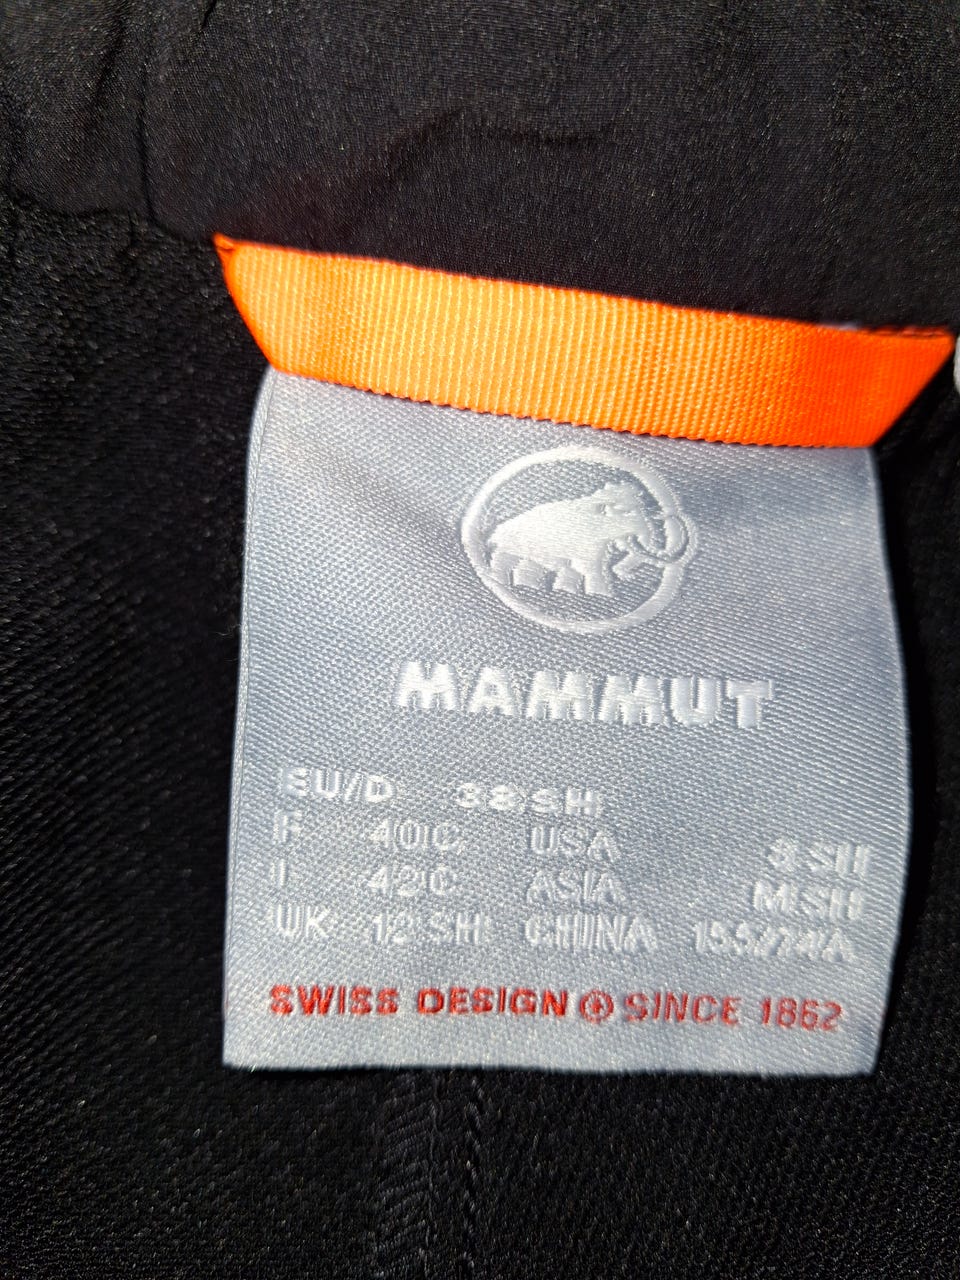 MAMMUT
EU/D 38 SH
F 40C USA S SH
I 42C ASIA M SH
UK 12 SH CHINA 155/74A
SWISS DESIGN SINCE 1862